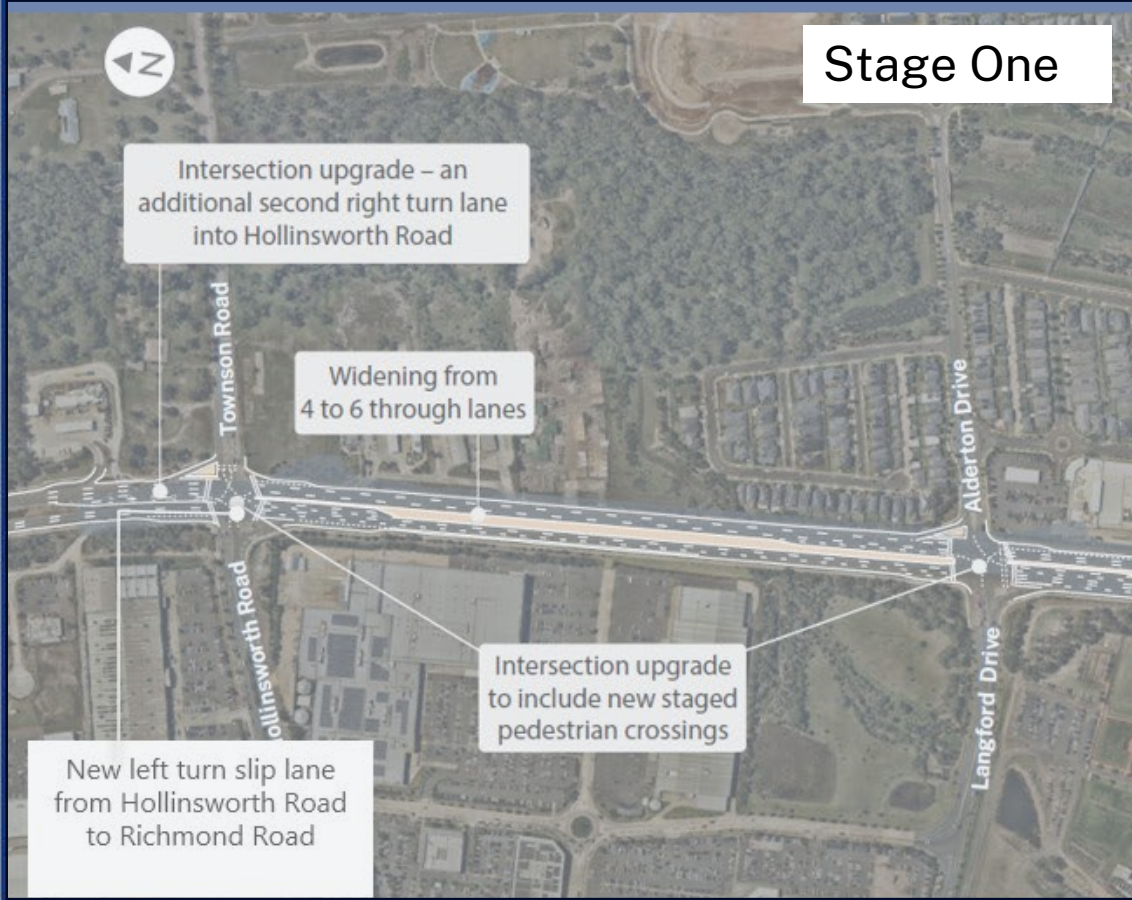 N
Stage One
Intersection upgrade – an
additional second right turn lane
into Hollinsworth Road
Townson Road
Widening from
4 to 6 through lanes
Alderton Drive
Hollinsworth Road
Intersection upgrade
to include new staged
pedestrian crossings
Langford Drive
New left turn slip lane
from Hollinsworth Road
to Richmond Road